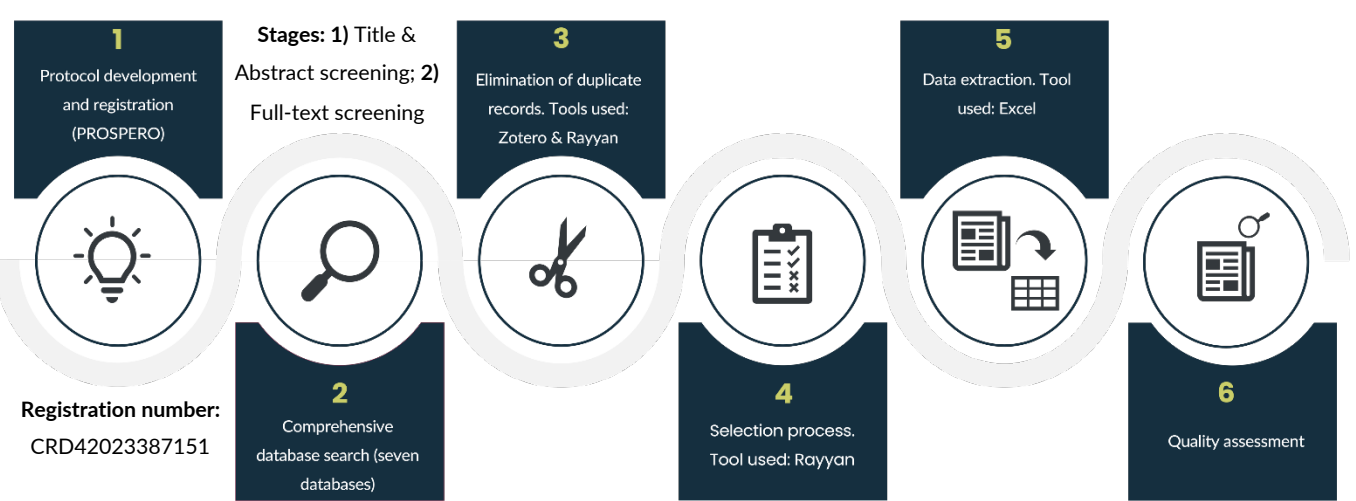 1
Protocol development
and registration
(PROSPERO)
Registration number:
CRD42023387151
Stages: 1) Title &
Abstract screening; 2)
Full-text screening
2
Comprehensive
database search (seven
databases)
3
Elimination of duplicate
records. Tools used:
Zotero & Rayyan
4
Selection process.
Tool used: Rayyan
5
Data extraction. Tool
used: Excel
6
Quality assessment